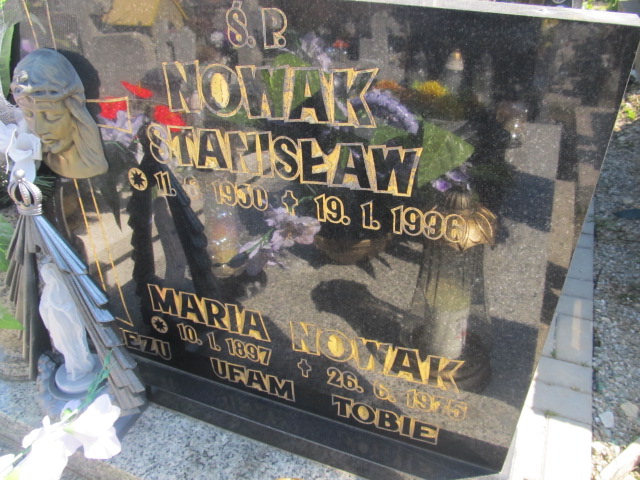 Ś.P.
NOWAK
STANISŁAW
* 11. 1930 † 19. 1. 1996
MARIA NOWAK
* 10. 1. 1897 † 26. 6. 1975
EZU UFAM TOBIE